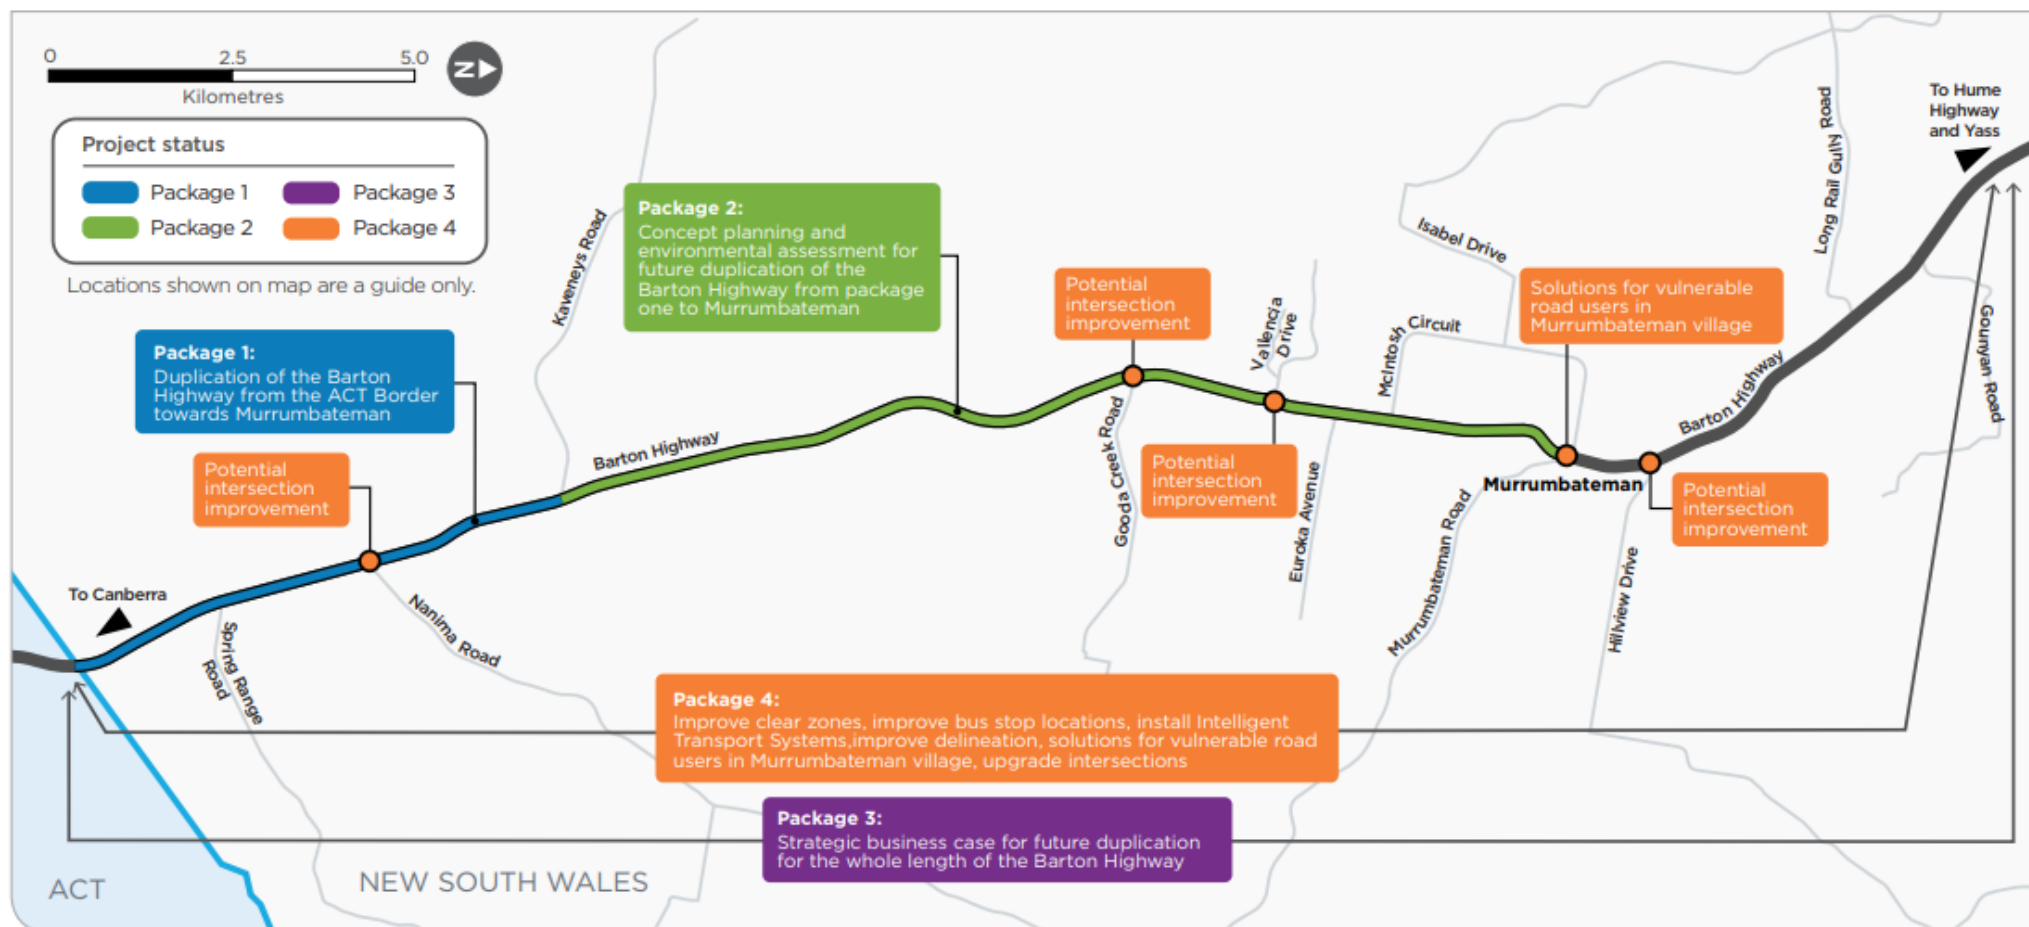 0 2.5 5.0
Kilometres
N
Project status
Package 1
Package 3
Package 2
Package 4
Locations shown on map are a guide only.
Package 1:
Duplication of the Barton
Highway from the ACT Border
towards Murrumbateman
Potential
intersection
improvement
To Canberra
Spring Range
Road
Nanima Road
Kaveneys Road
Barton Highway
Package 2:
Concept planning and
environmental assessment for
future duplication of the
Barton Highway from package
one to Murrumbateman
Potential
intersection
improvement
Gooda Creek Road
Vallencia
Drive
Potential
intersection
improvement
Euroka Avenue
McIntosh Circuit
Isabel Drive
Solutions for vulnerable
road users in
Murrumbateman village
Murrumbateman
Murrumbateman Road
Hillview Drive
Potential
intersection
improvement
Barton Highway
Long Rail Gully Road
To Hume
Highway
and Yass
Gounyan Road
Package 4:
Improve clear zones, improve bus stop locations, install Intelligent
Transport Systems,improve delineation, solutions for vulnerable road
users in Murrumbateman village, upgrade intersections
Package 3:
Strategic business case for future duplication
for the whole length of the Barton Highway
ACT
NEW SOUTH WALES